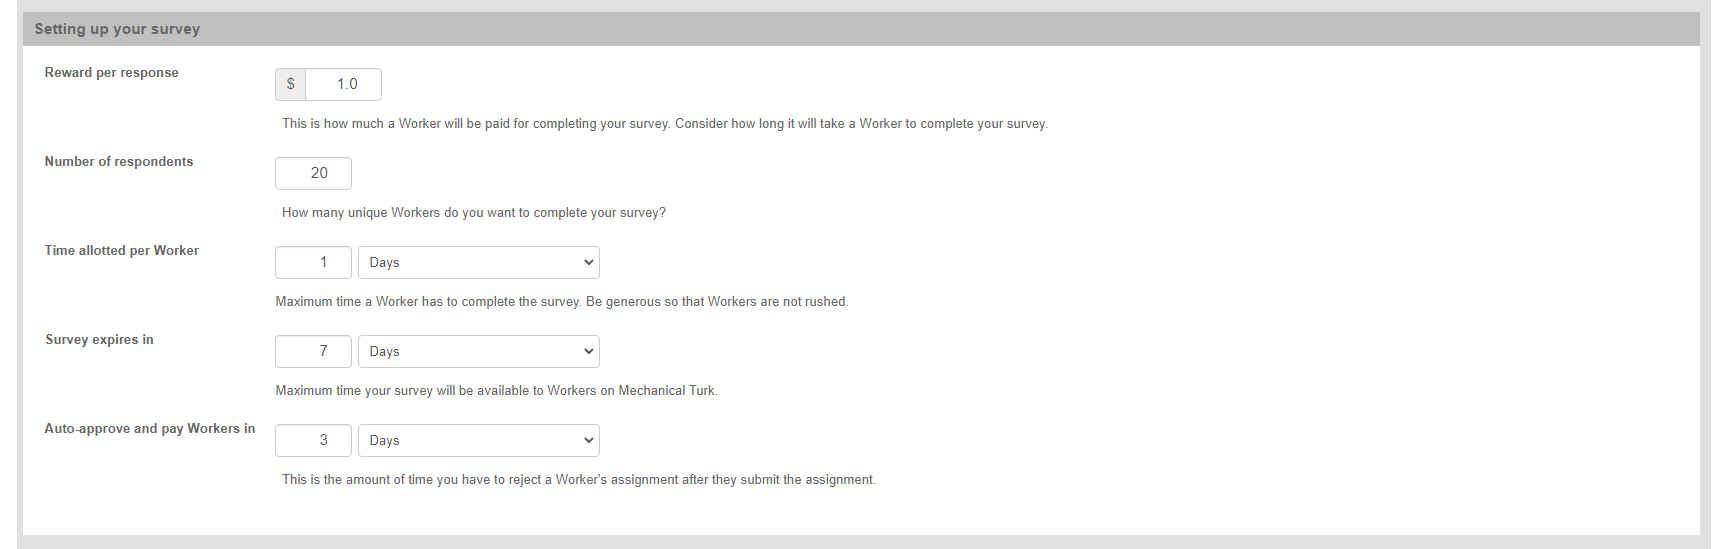 Setting up your survey
Reward per response
$ 1.0
This is how much a Worker will be paid for completing your survey. Consider how long it will take a Worker to complete your survey.
Number of respondents
20
How many unique Workers do you want to complete your survey?
Time allotted per Worker
1 Days
Maximum time a Worker has to complete the survey. Be generous so that Workers are not rushed.
Survey expires in
7 Days
Maximum time your survey will be available to Workers on Mechanical Turk.
Auto-approve and pay Workers in
3 Days
This is the amount of time you have to reject a Worker's assignment after they submit the assignment.